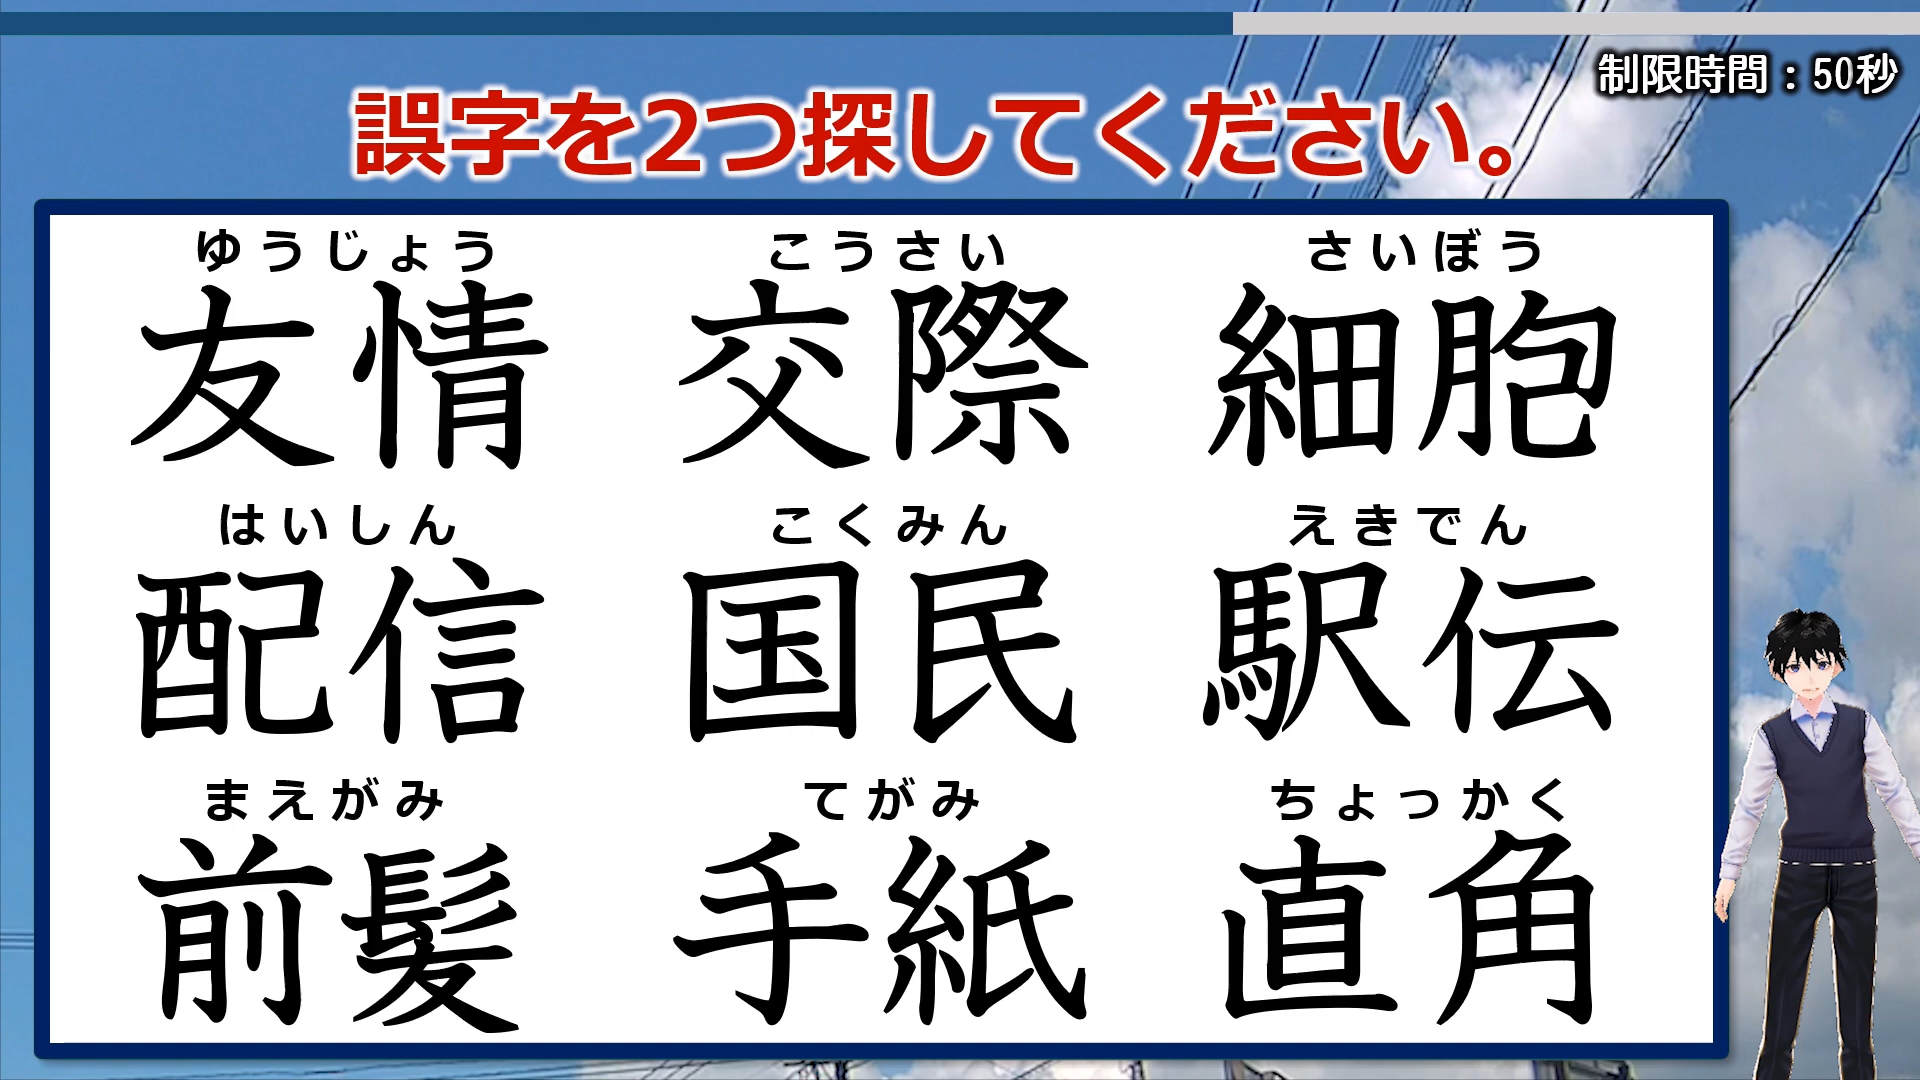 制限時間：50秒
誤字を2つ探してください。
ゆうじょう こうさい さいぼう
友情 交際 細胞
はいしん こくみん えきでん
配信 国民 駅伝
まえがみ てがみ ちょっかく
前髪 手紙 直角